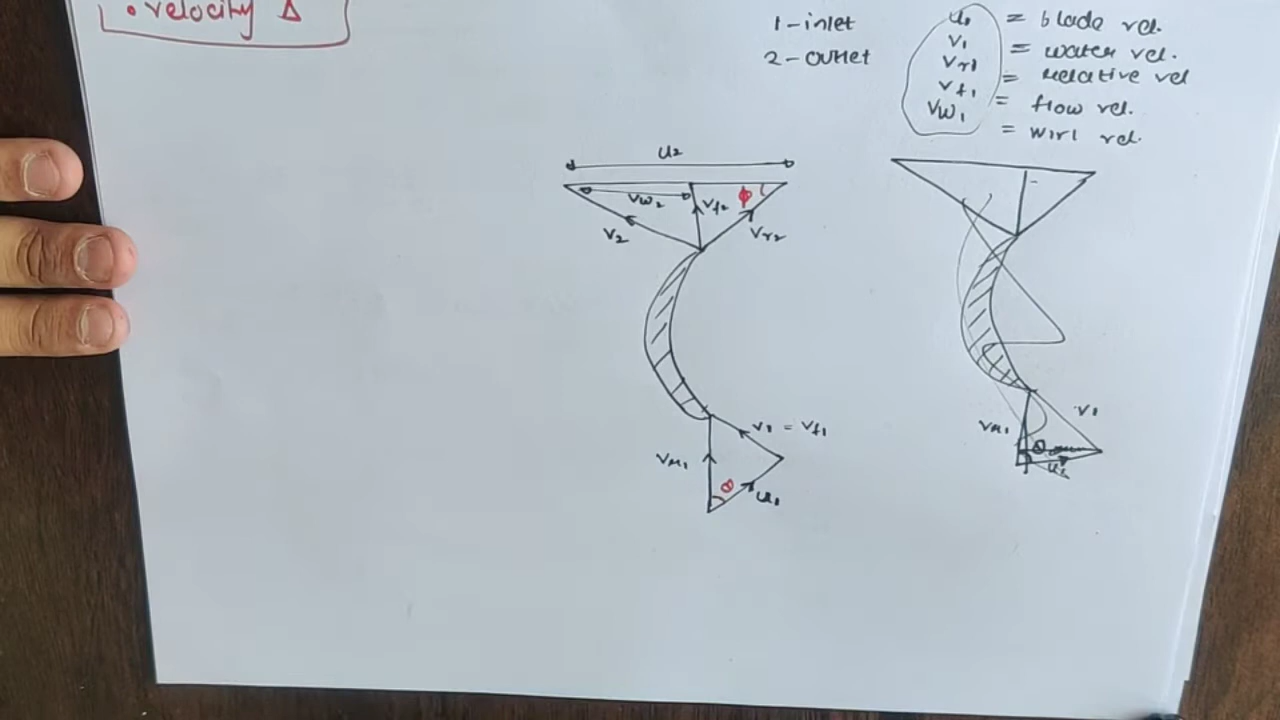 • velocity Δ
1 - inlet
2 - outlet
u1 = blade vel.
V1 = water vel.
Vr1 = relative vel
Vf1 = flow vel.
Vw1 = wirl vel.
u2
Vw2
Vf2
ϕ
V2
Vr2
V1 = Vf1
Vr1
θ
u1
V1
Vr1
θ
u1